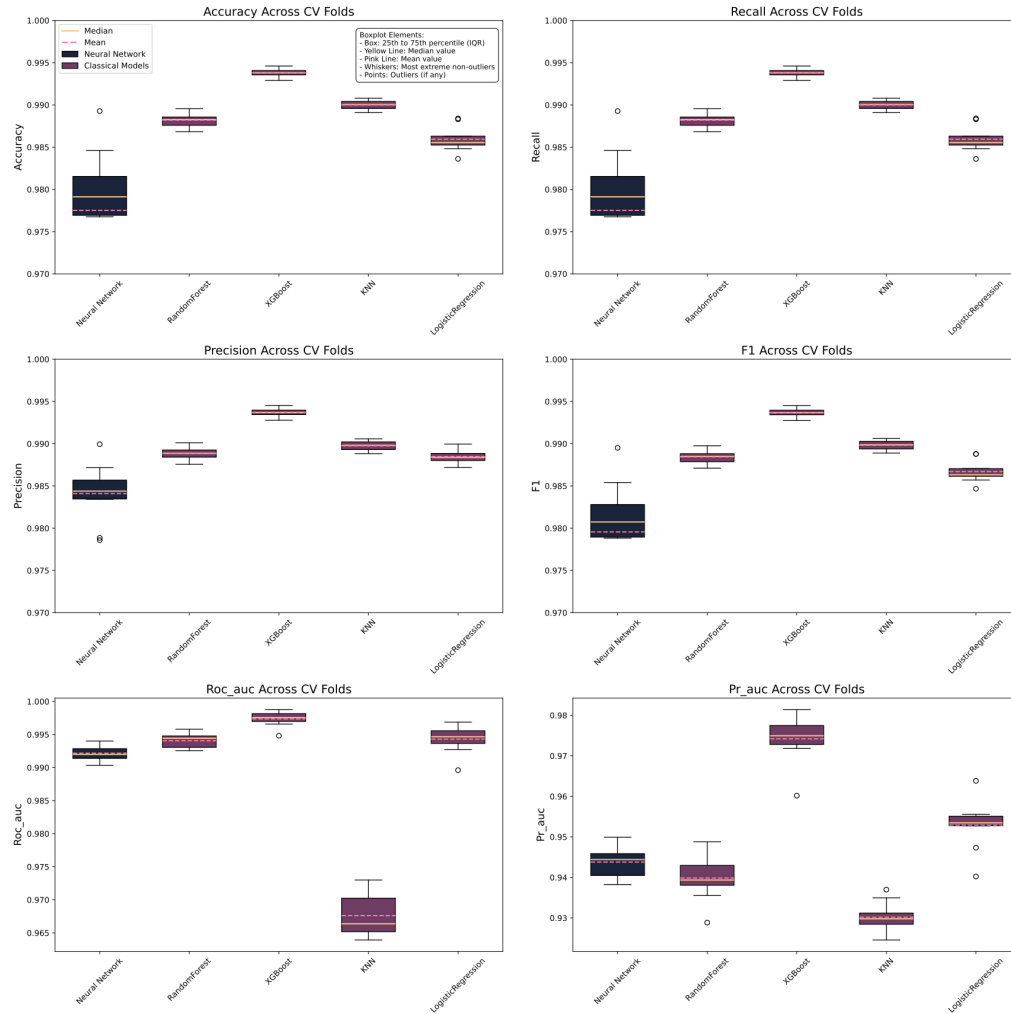 Accuracy Across CV Folds
Median
Mean
Neural Network
Classical Models
Boxplot Elements:
- Box: 25th to 75th percentile (IQR)
- Yellow Line: Median value
- Pink Line: Mean value
- Whiskers: Most extreme non-outliers
- Points: Outliers (if any)
Accuracy
1.000
0.995
0.990
0.985
0.980
0.975
0.970
Neural Network
RandomForest
XGBoost
KNN
LogisticRegression
Recall Across CV Folds
Recall
1.000
0.995
0.990
0.985
0.980
0.975
0.970
Neural Network
RandomForest
XGBoost
KNN
LogisticRegression
Precision Across CV Folds
Precision
1.000
0.995
0.990
0.985
0.980
0.975
0.970
Neural Network
RandomForest
XGBoost
KNN
LogisticRegression
F1 Across CV Folds
F1
1.000
0.995
0.990
0.985
0.980
0.975
0.970
Neural Network
RandomForest
XGBoost
KNN
LogisticRegression
Roc_auc Across CV Folds
Roc_auc
1.000
0.995
0.990
0.985
0.980
0.975
0.970
0.965
Neural Network
RandomForest
XGBoost
KNN
LogisticRegression
Pr_auc Across CV Folds
Pr_auc
0.98
0.97
0.96
0.95
0.94
0.93
Neural Network
RandomForest
XGBoost
KNN
LogisticRegression